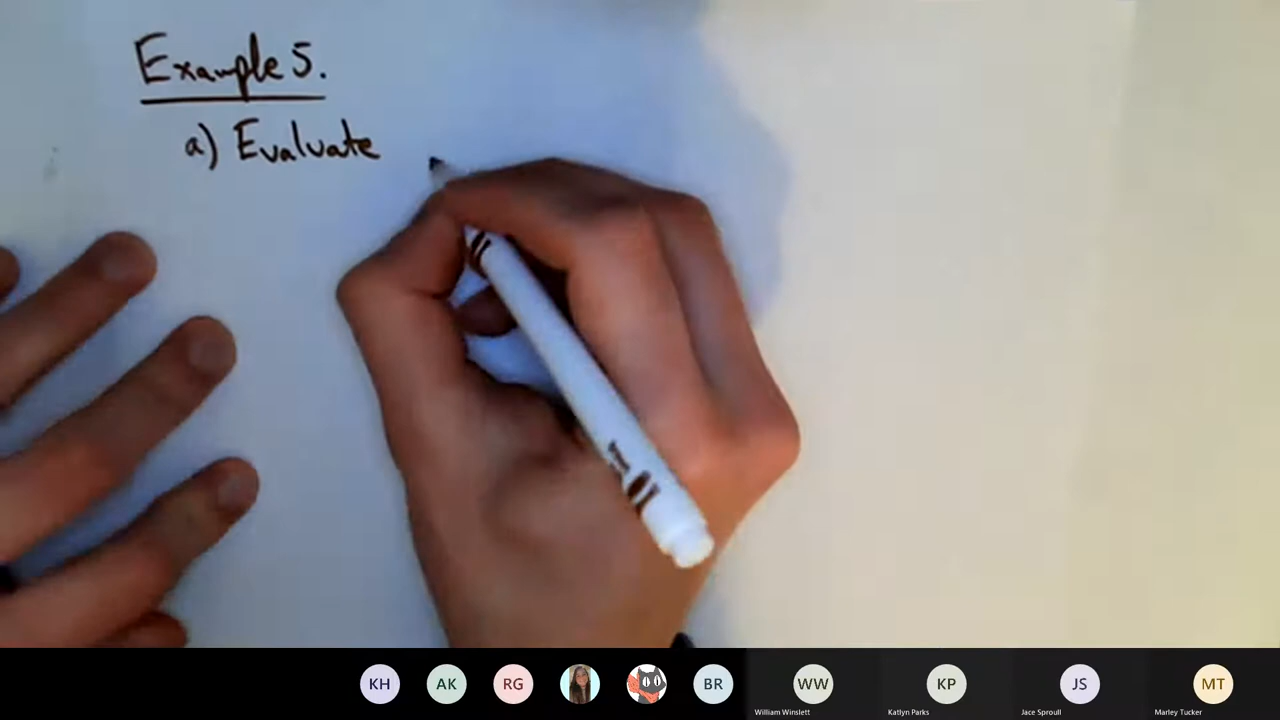 Example 5.
a) Evaluate
KH AK RG BR WW KP JS MT
William Winslett Katlyn Parks Jace Sproull Marley Tucker